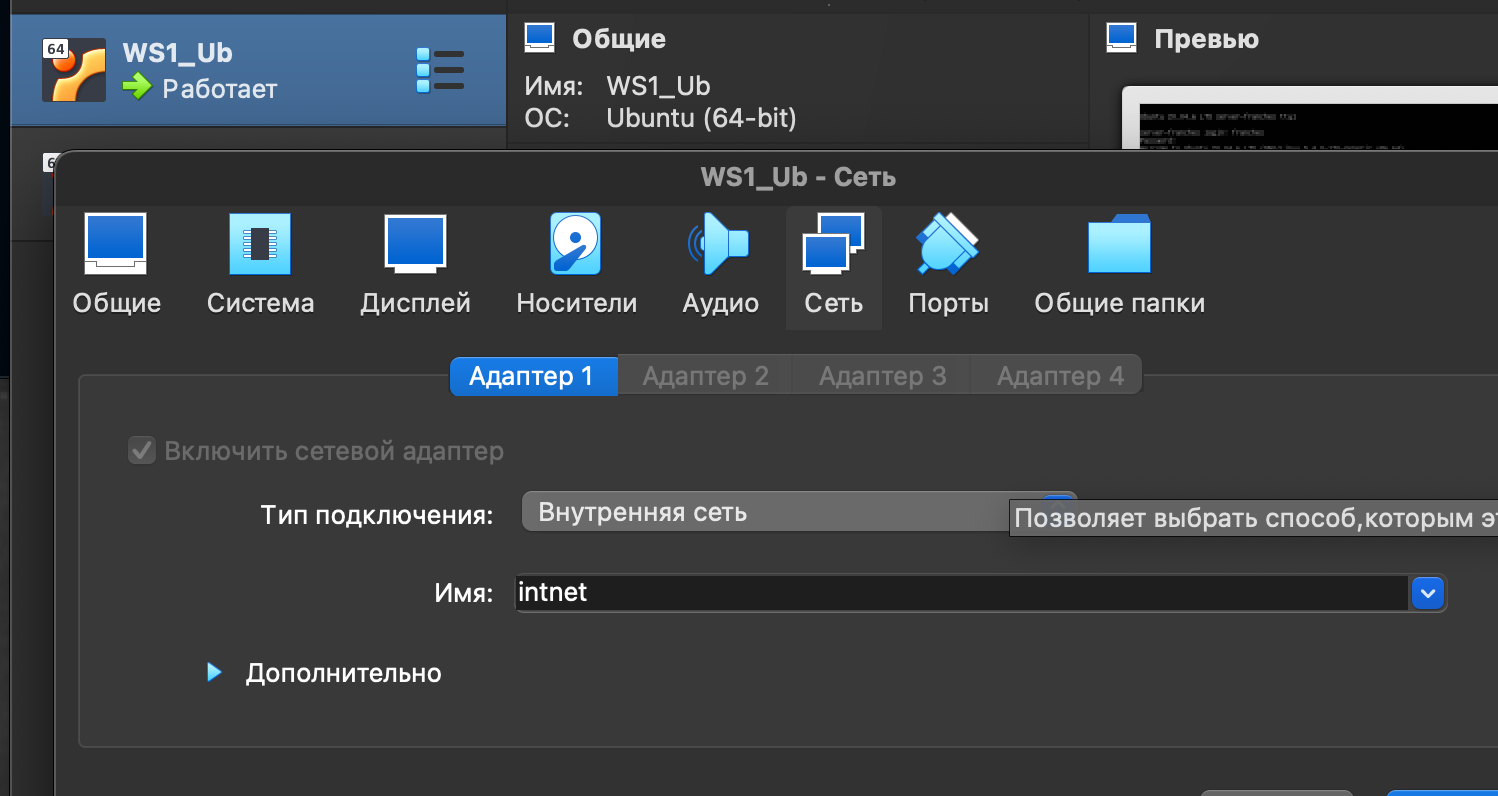 64
WS1_Ub
Работает
Общие
Имя: WS1_Ub
ОС: Ubuntu (64-bit)
Превью
WS1_Ub - Сеть
Общие
Система
Дисплей
Носители
Аудио
Сеть
Порты
Общие папки
Адаптер 1
Адаптер 2
Адаптер 3
Адаптер 4
Включить сетевой адаптер
Тип подключения: Внутренняя сеть
Позволяет выбрать способ,которым
Имя: intnet
Дополнительно